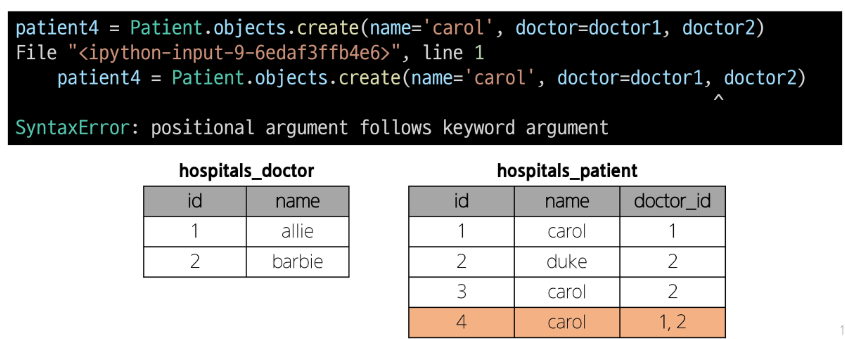 patient4 = Patient.objects.create(name='carol', doctor=doctor1, doctor2)
File "<ipython-input-9-6edaf3ffb4e6>", line 1
    patient4 = Patient.objects.create(name='carol', doctor=doctor1, doctor2)
^
SyntaxError: positional argument follows keyword argument
hospitals_doctor
id name
1 allie
2 barbie
hospitals_patient
id name doctor_id
1 carol 1
2 duke 2
3 carol 2
4 carol 1, 2
1